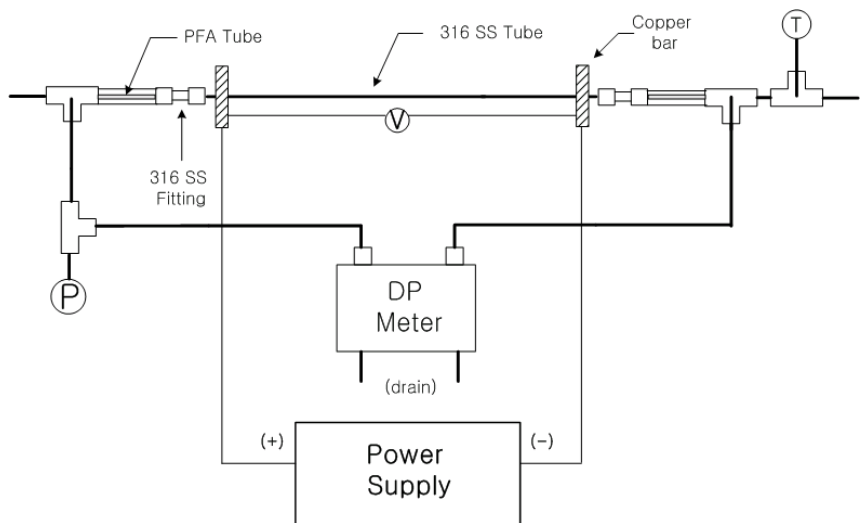 PFA Tube
316 SS Tube
Copper
bar
T
V
316 SS
Fitting
P
DP
Meter
(drain)
(+)
(-)
Power
Supply